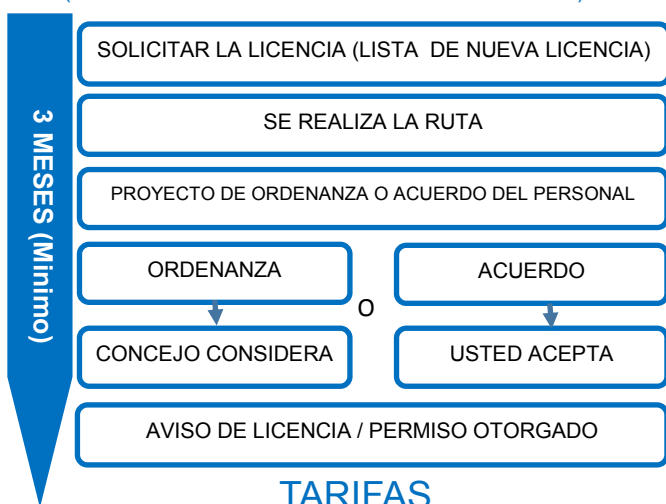 SOLICITAR LA LICENCIA (LISTA DE NUEVA LICENCIA)
SE REALIZA LA RUTA
3 MESES (Minimo)
PROYECTO DE ORDENANZA O ACUERDO DEL PERSONAL
ORDENANZA
O
ACUERDO
CONCEJO CONSIDERA
USTED ACEPTA
AVISO DE LICENCIA / PERMISO OTORGADO
TARIFAS